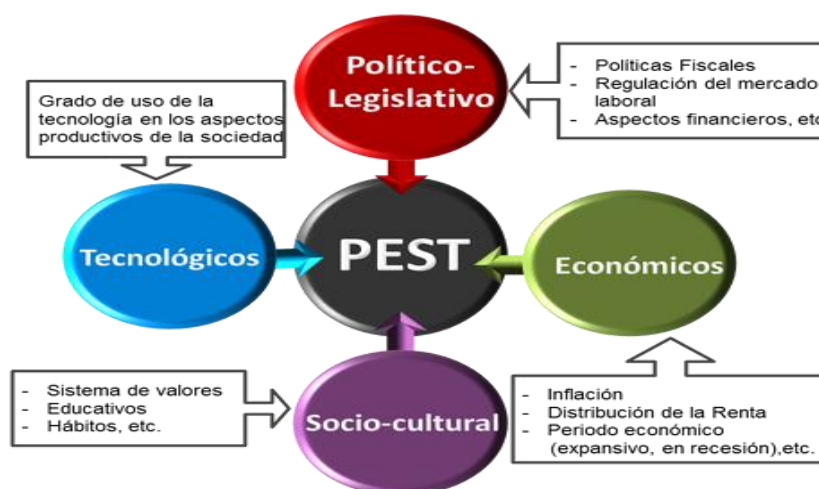 Político-
Legislativo
- Políticas Fiscales
- Regulación del mercado
laboral
- Aspectos financieros, etc
Grado de uso de la
tecnología en los aspectos
productivos de la sociedad
Tecnológicos
PEST
Económicos
- Sistema de valores
- Educativos
- Hábitos, etc.
Socio-cultural
- Inflación
- Distribución de la Renta
- Periodo económico
(expansivo, en recesión),etc.